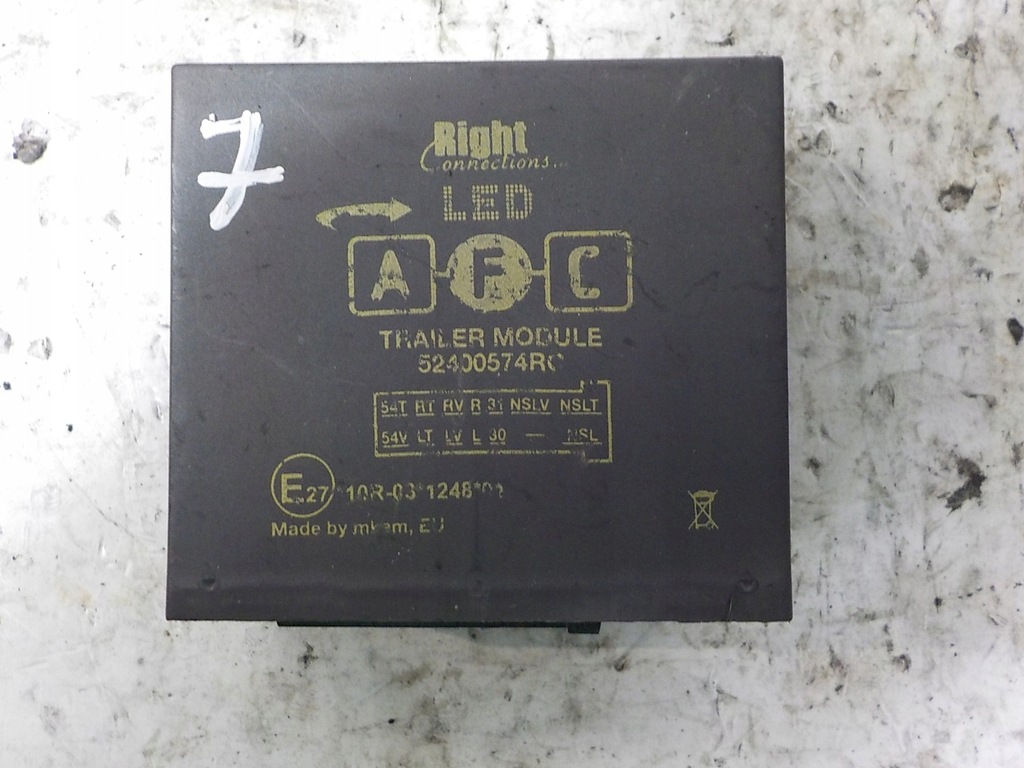 7
Right
Connections...
LED
A F C
TRAILER MODULE
52400574RC
54T RT RV R 31 NSLV NSLT
54V LT LV L 30 — NSL
E27 *10R-03*1248*
Made by EU